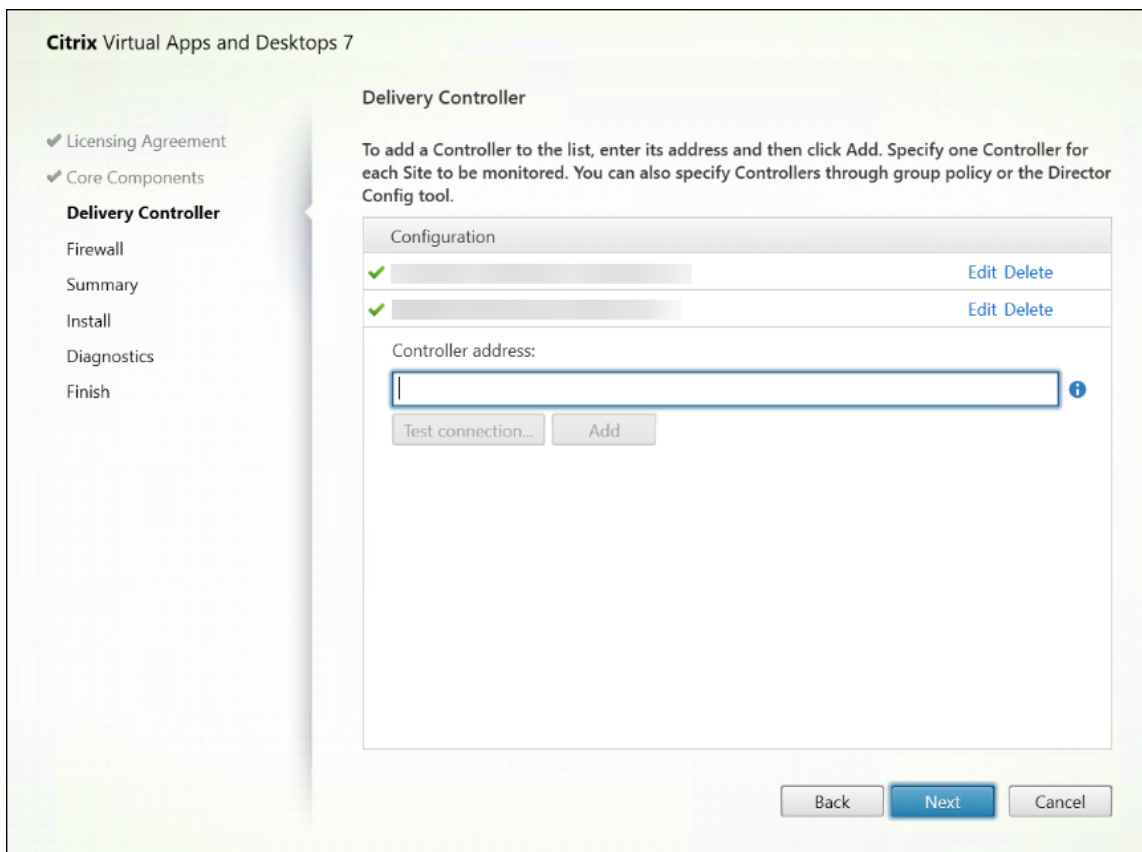 Citrix Virtual Apps and Desktops 7
Licensing Agreement
Core Components
Delivery Controller
Firewall
Summary
Install
Diagnostics
Finish
Delivery Controller
To add a Controller to the list, enter its address and then click Add. Specify one Controller for
each Site to be monitored. You can also specify Controllers through group policy or the Director
Config tool.
Configuration
Edit Delete
Edit Delete
Controller address:
Test connection... Add
Back Next Cancel